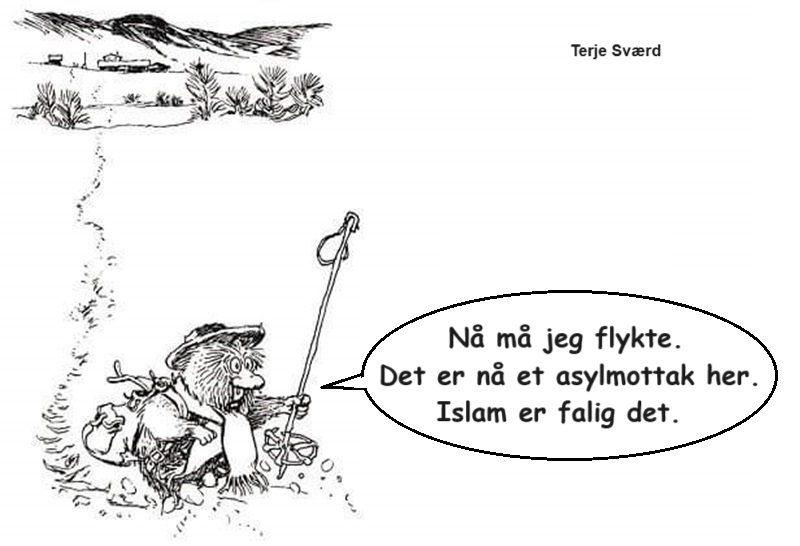 Terje Sværd
Nå må jeg flykte.
Det er nå et asylmottak her.
Islam er falig det.